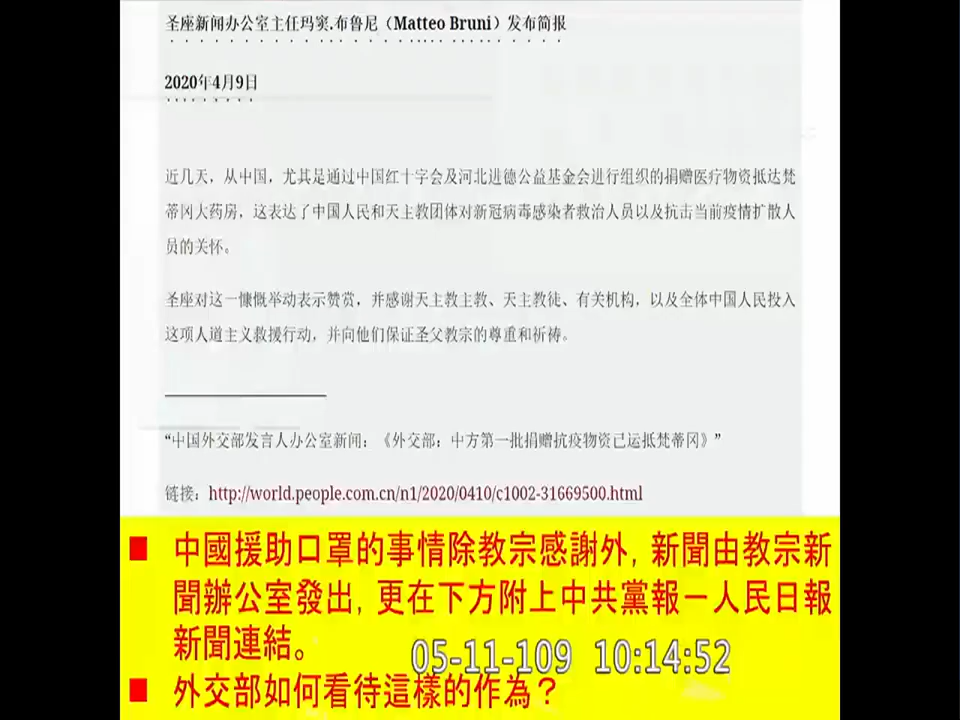 圣座新闻办公室主任玛窦.布鲁尼（Matteo Bruni）发布简报
2020年4月9日
近几天，从中国，尤其是通过中国红十字会及河北进德公益基金会进行组织的捐赠医疗物资抵达梵
蒂冈大药房，这表达了中国人民和天主教团体对新冠病毒感染者救治人员以及抗击当前疫情扩散人
员的关怀。
圣座对这一慷慨举动表示赞赏，并感谢天主教主教、天主教徒、有关机构，以及全体中国人民投入
这项人道主义救援行动，并向他们保证圣父教宗的尊重和祈祷。
“中国外交部发言人办公室新闻：《外交部：中方第一批捐赠抗疫物资已运抵梵蒂冈》”
链接：http://world.people.com.cn/n1/2020/0410/c1002-31669500.html
■ 中國援助口罩的事情除教宗感謝外，新聞由教宗新
聞辦公室發出，更在下方附上中共黨報－人民日報
新聞連結。
05-11-109 10:14:52
■ 外交部如何看待這樣的作為？